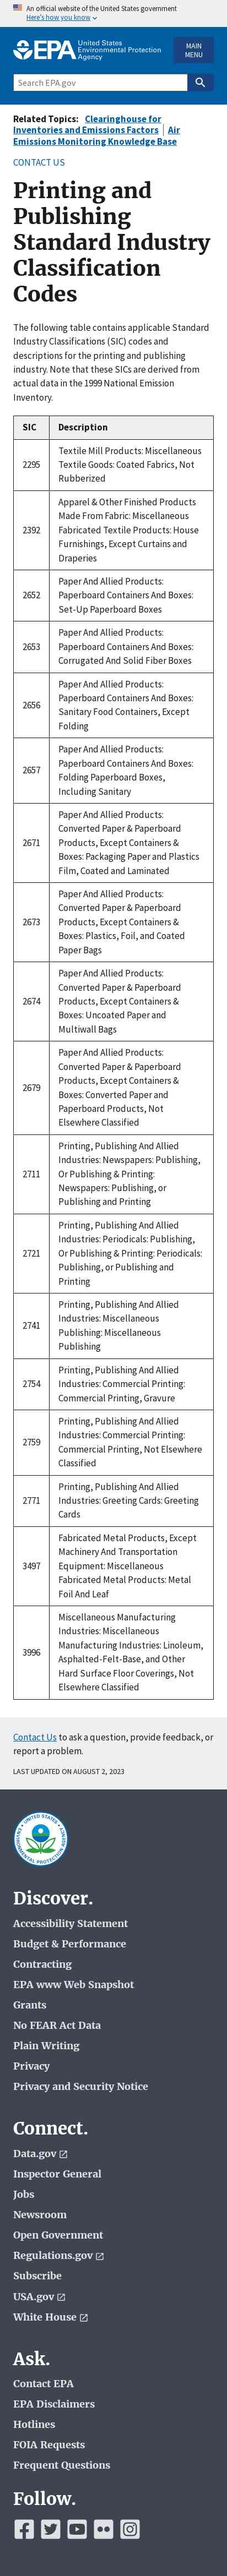 An official website of the United States government
Here's how you know
EPA United States Environmental Protection Agency
MAIN MENU
Search EPA.gov
Related Topics: Clearinghouse for
Inventories and Emissions Factors | Air
Emissions Monitoring Knowledge Base
CONTACT US
Printing and
Publishing
Standard Industry
Classification
Codes
The following table contains applicable Standard
Industry Classifications (SIC) codes and
descriptions for the printing and publishing
industry. Note that these SICs are derived from
actual data in the 1999 National Emission
Inventory.
SIC Description
2295 Textile Mill Products: Miscellaneous
Textile Goods: Coated Fabrics, Not
Rubberized
2392 Apparel & Other Finished Products
Made From Fabric: Miscellaneous
Fabricated Textile Products: House
Furnishings, Except Curtains and
Draperies
2652 Paper And Allied Products:
Paperboard Containers And Boxes:
Set-Up Paperboard Boxes
2653 Paper And Allied Products:
Paperboard Containers And Boxes:
Corrugated And Solid Fiber Boxes
2656 Paper And Allied Products:
Paperboard Containers And Boxes:
Sanitary Food Containers, Except
Folding
2657 Paper And Allied Products:
Paperboard Containers And Boxes:
Folding Paperboard Boxes,
Including Sanitary
2671 Paper And Allied Products:
Converted Paper & Paperboard
Products, Except Containers &
Boxes: Packaging Paper and Plastics
Film, Coated and Laminated
2673 Paper And Allied Products:
Converted Paper & Paperboard
Products, Except Containers &
Boxes: Plastics, Foil, and Coated
Paper Bags
2674 Paper And Allied Products:
Converted Paper & Paperboard
Products, Except Containers &
Boxes: Uncoated Paper and
Multiwall Bags
2679 Paper And Allied Products:
Converted Paper & Paperboard
Products, Except Containers &
Boxes: Converted Paper and
Paperboard Products, Not
Elsewhere Classified
2711 Printing, Publishing And Allied
Industries: Newspapers: Publishing,
Or Publishing & Printing:
Newspapers: Publishing, or
Publishing and Printing
2721 Printing, Publishing And Allied
Industries: Periodicals: Publishing,
Or Publishing & Printing: Periodicals:
Publishing, or Publishing and
Printing
2741 Printing, Publishing And Allied
Industries: Miscellaneous
Publishing: Miscellaneous
Publishing
2754 Printing, Publishing And Allied
Industries: Commercial Printing:
Commercial Printing, Gravure
2759 Printing, Publishing And Allied
Industries: Commercial Printing:
Commercial Printing, Not Elsewhere
Classified
2771 Printing, Publishing And Allied
Industries: Greeting Cards: Greeting
Cards
3497 Fabricated Metal Products, Except
Machinery And Transportation
Equipment: Miscellaneous
Fabricated Metal Products: Metal
Foil And Leaf
3996 Miscellaneous Manufacturing
Industries: Miscellaneous
Manufacturing Industries: Linoleum,
Asphalted-Felt-Base, and Other
Hard Surface Floor Coverings, Not
Elsewhere Classified
Contact Us to ask a question, provide feedback, or
report a problem.
LAST UPDATED ON AUGUST 2, 2023
UNITED STATES
ENVIRONMENTAL PROTECTION AGENCY
Discover.
Accessibility Statement
Budget & Performance
Contracting
EPA www Web Snapshot
Grants
No FEAR Act Data
Plain Writing
Privacy
Privacy and Security Notice
Connect.
Data.gov
Inspector General
Jobs
Newsroom
Open Government
Regulations.gov
Subscribe
USA.gov
White House
Ask.
Contact EPA
EPA Disclaimers
Hotlines
FOIA Requests
Frequent Questions
Follow.